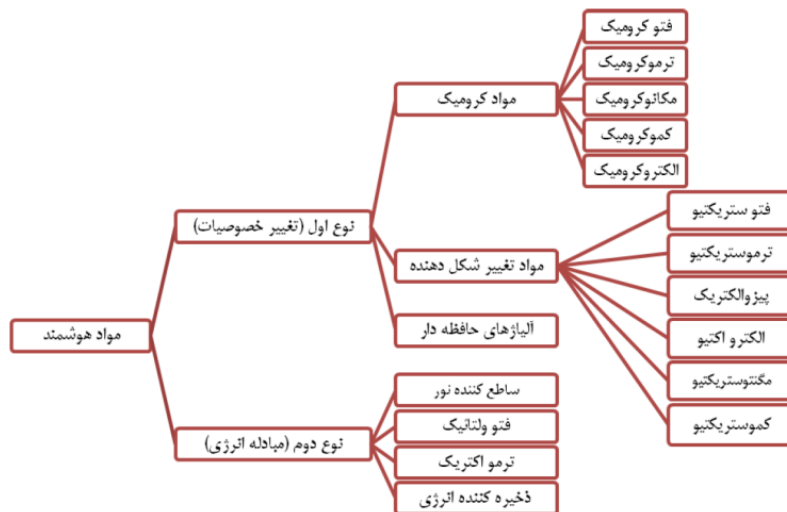 مواد هوشمند
نوع اول (تغییر خصوصیات)
مواد کرومیک
فتو کرومیک
ترموکرومیک
مکانوکرومیک
کموکرومیک
الکتروکرومیک
مواد تغییر شکل دهنده
فتو ستریکتیو
ترموستریکتیو
پیزوالکتریک
الکترو اکتیو
مگنتوستریکتیو
کموستریکتیو
آلیاژهای حافظه دار
نوع دوم (مبادله انرژی)
ساطع کننده نور
فتو ولتائیک
ترمو اکتریک
ذخیره کننده انرژی